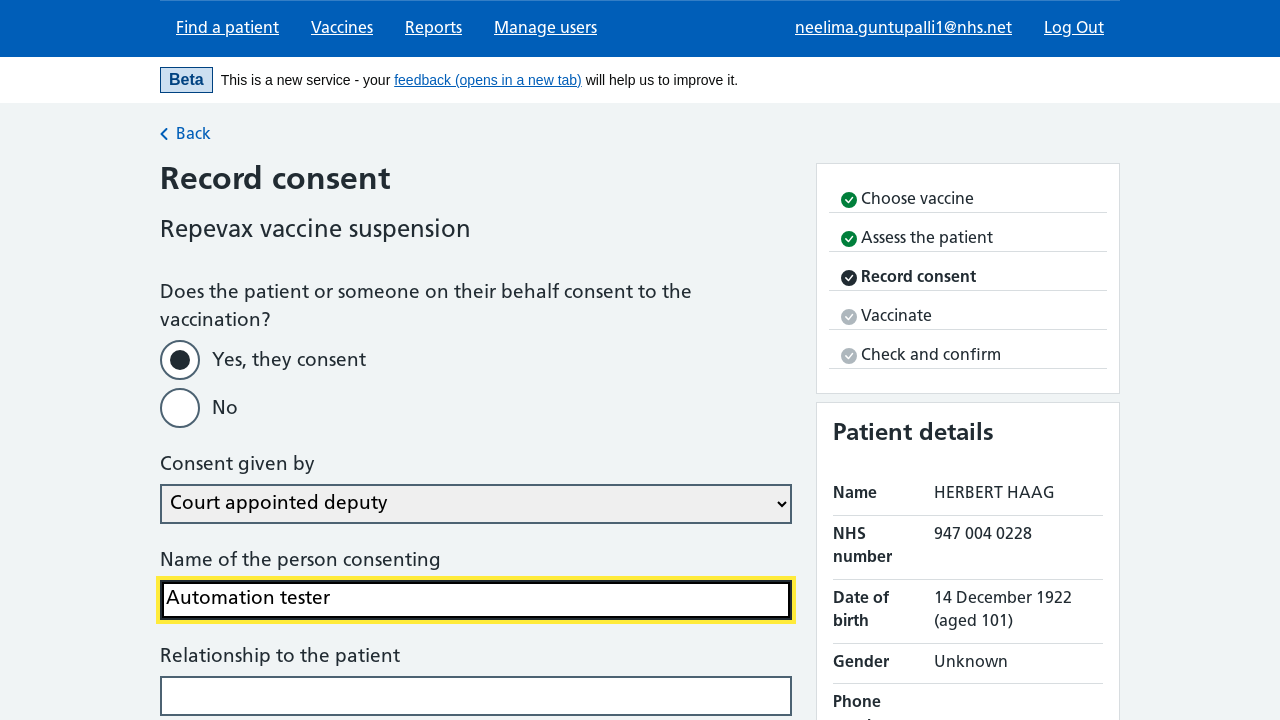 Find a patient Vaccines Reports Manage users neelima.guntupalli1@nhs.net Log Out
Beta This is a new service - your feedback (opens in a new tab) will help us to improve it.
Back
Record consent
Repevax vaccine suspension
Does the patient or someone on their behalf consent to the
vaccination?
Yes, they consent
No
Consent given by
Court appointed deputy
Name of the person consenting
Automation tester
Relationship to the patient
Choose vaccine
Assess the patient
Record consent
Vaccinate
Check and confirm
Patient details
Name HERBERT HAAG
NHS 947 004 0228
number
Date of 14 December 1922
birth (aged 101)
Gender Unknown
Phone